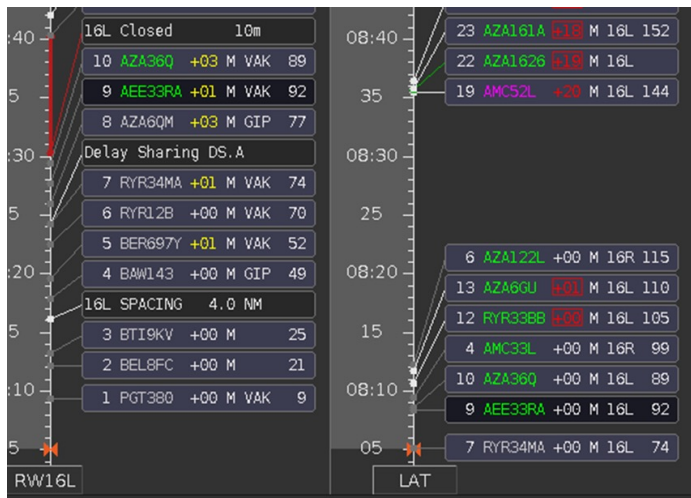 :40
16L Closed 10m
10 AZA36Q +03 M VAK 89
5
9 AEE33RA +01 M VAK 92
8 AZA6QM +03 M GIP 77
:30
Delay Sharing DS.A
7 RYR34MA +01 M VAK 74
5
6 RYR12B +00 M VAK 70
5 BER697Y +01 M VAK 52
:20
4 BAW143 +00 M GIP 49
16L SPACING 4.0 NM
5
3 BTI9KV +00 M 25
2 BEL8FC +00 M 21
:10
1 PGT380 +00 M VAK 9
5
RW16L
08:40
23 AZA161A +18 M 16L 152
22 AZA1626 +19 M 16L
35
19 AMC52L +20 M 16L 144
08:30
25
6 AZA122L +00 M 16R 115
08:20
13 AZA6GU +01 M 16L 110
12 RYR33BB +00 M 16L 105
15
4 AMC33L +00 M 16R 99
10 AZA36Q +00 M 16L 89
08:10
9 AEE33RA +00 M 16L 92
05
7 RYR34MA +00 M 16L 74
LAT